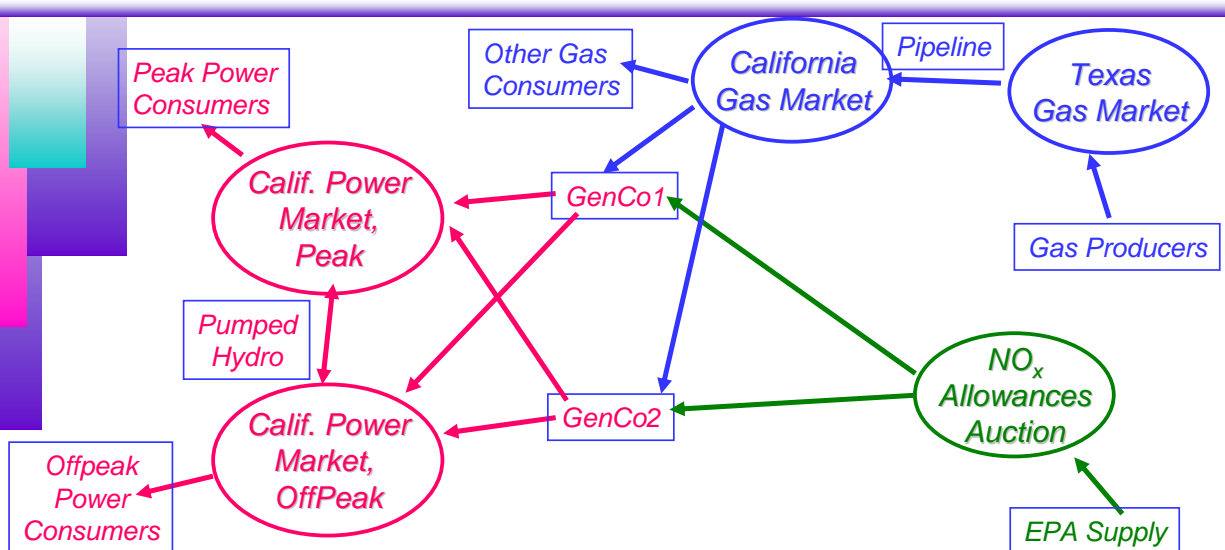 Other Gas
Consumers
California
Gas Market
Pipeline
Texas
Gas Market
Peak Power
Consumers
Calif. Power
Market,
Peak
GenCo1
Gas Producers
Pumped
Hydro
NOx
Allowances
Auction
Calif. Power
Market,
OffPeak
GenCo2
Offpeak
Power
Consumers
EPA Supply